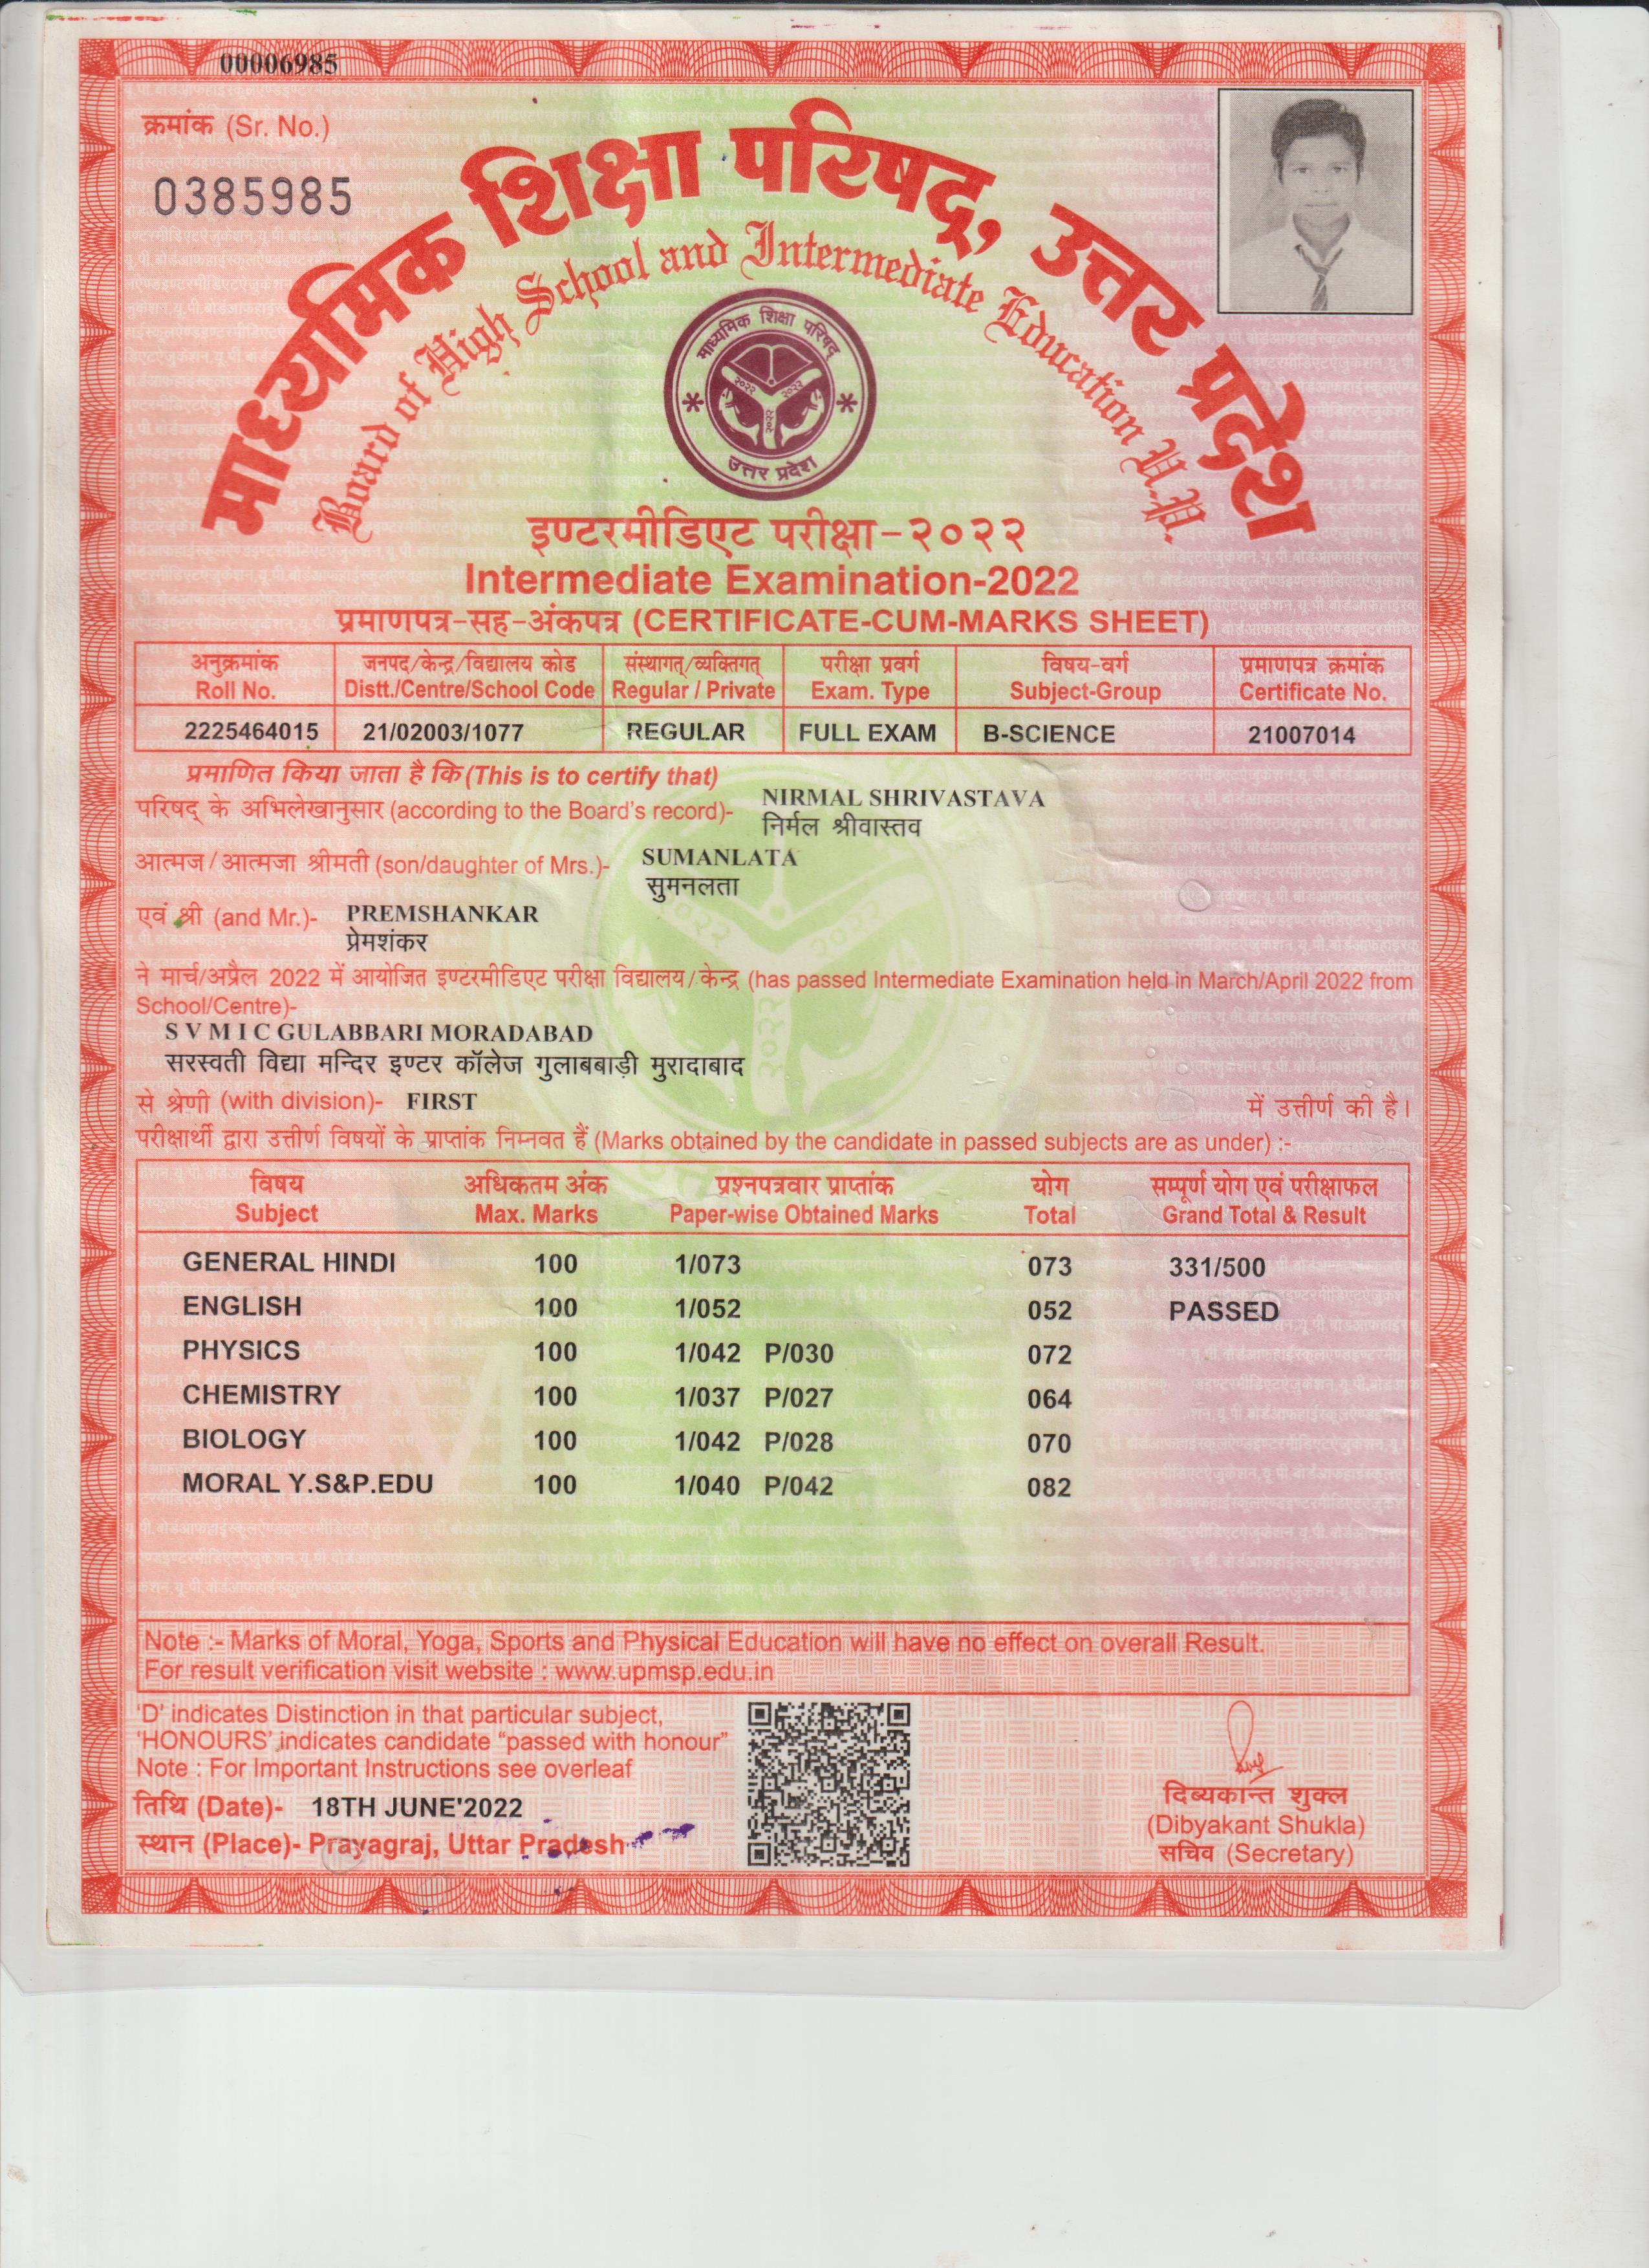 00006985
क्रमांक (Sr. No.)
0385985
माध्यमिक शिक्षा परिषद्, उत्तर प्रदेश
Board of High School and Intermediate Education U.P.
माध्यमिक शिक्षा परिषद्
२०२२ २०२२
२०२२
उत्तर प्रदेश
इण्टरमीडिएट परीक्षा-२०२२
Intermediate Examination-2022
प्रमाणपत्र-सह-अंकपत्र (CERTIFICATE-CUM-MARKS SHEET)
अनुक्रमांक जनपद/केन्द्र/विद्यालय कोड संस्थागत्/व्यक्तिगत् परीक्षा प्रवर्ग विषय-वर्ग प्रमाणपत्र क्रमांक
Roll No. Distt./Centre/School Code Regular / Private Exam. Type Subject-Group Certificate No.
2225464015 21/02003/1077 REGULAR FULL EXAM B-SCIENCE 21007014
प्रमाणित किया जाता है कि (This is to certify that)
परिषद् के अभिलेखानुसार (according to the Board's record)- NIRMAL SHRIVASTAVA
निर्मल श्रीवास्तव
आत्मज/आत्मजा श्रीमती (son/daughter of Mrs.)- SUMANLATA
सुमनलता
एवं श्री (and Mr.)- PREMSHANKAR
प्रेमशंकर
ने मार्च/अप्रैल 2022 में आयोजित इण्टरमीडिएट परीक्षा विद्यालय/केन्द्र (has passed Intermediate Examination held in March/April 2022 from
School/Centre)-
S V M I C GULABBARI MORADABAD
सरस्वती विद्या मन्दिर इण्टर कॉलेज गुलाबबाड़ी मुरादाबाद
से श्रेणी (with division)- FIRST में उत्तीर्ण की है।
परीक्षार्थी द्वारा उत्तीर्ण विषयों के प्राप्तांक निम्नवत हैं (Marks obtained by the candidate in passed subjects are as under) :-
विषय अधिकतम अंक प्रश्नपत्रवार प्राप्तांक योग सम्पूर्ण योग एवं परीक्षाफल
Subject Max. Marks Paper-wise Obtained Marks Total Grand Total & Result
GENERAL HINDI 100 1/073 073 331/500
ENGLISH 100 1/052 052 PASSED
PHYSICS 100 1/042 P/030 072
CHEMISTRY 100 1/037 P/027 064
BIOLOGY 100 1/042 P/028 070
MORAL Y.S&P.EDU 100 1/040 P/042 082
Note :- Marks of Moral, Yoga, Sports and Physical Education will have no effect on overall Result.
For result verification visit website : www.upmsp.edu.in
'D' indicates Distinction in that particular subject,
'HONOURS' indicates candidate "passed with honour"
Note : For Important Instructions see overleaf
तिथि (Date)- 18TH JUNE'2022
स्थान (Place)- Prayagraj, Uttar Pradesh
दिब्यकान्त शुक्ल
(Dibyakant Shukla)
सचिव (Secretary)